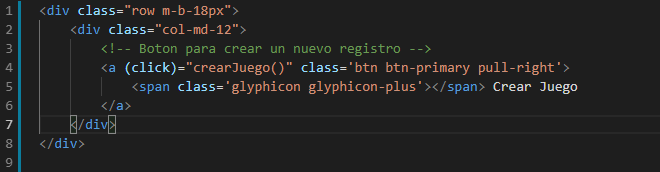 1 <div class="row m-b-18px">
2     <div class="col-md-12">
3         <!-- Boton para crear un nuevo registro -->
4         <a (click)="crearJuego()" class='btn btn-primary pull-right'>
5             <span class='glyphicon glyphicon-plus'></span> Crear Juego
6         </a>
7     </div>
8 </div>
9